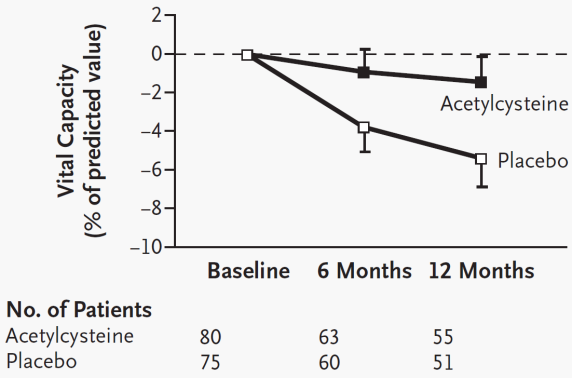 Vital Capacity
(% of predicted value)
2
0
–2
–4
–6
–8
–10
Acetylcysteine
Placebo
Baseline 6 Months 12 Months
No. of Patients
Acetylcysteine 80 63 55
Placebo 75 60 51